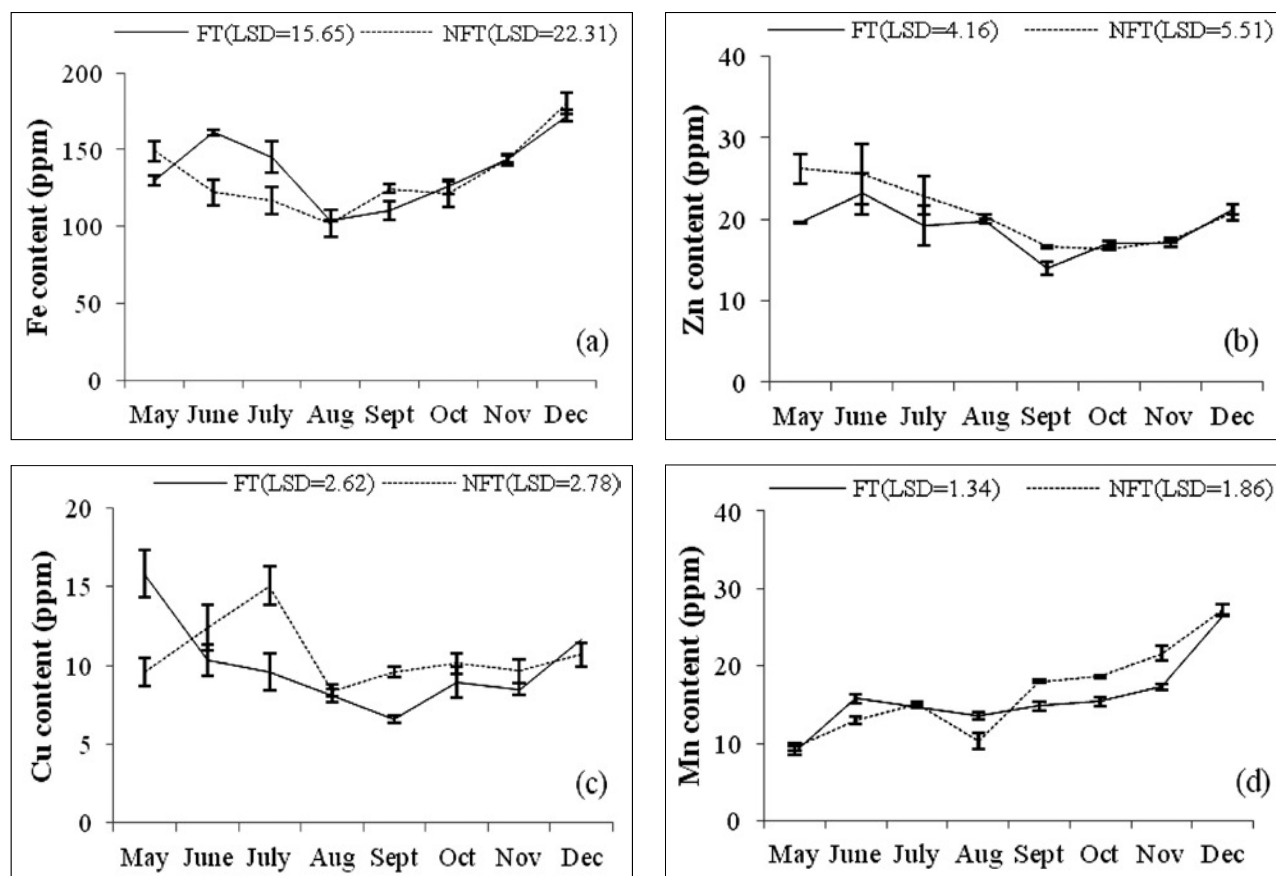 FT(LSD=15.65) NFT(LSD=22.31)
Fe content (ppm)
200
150
100
50
0
May June July Aug Sept Oct Nov Dec
(a)
FT(LSD=4.16) NFT(LSD=5.51)
Zn content (ppm)
40
30
20
10
0
May June July Aug Sept Oct Nov Dec
(b)
FT(LSD=2.62) NFT(LSD=2.78)
Cu content (ppm)
20
15
10
5
0
May June July Aug Sept Oct Nov Dec
(c)
FT(LSD=1.34) NFT(LSD=1.86)
Mn content (ppm)
40
30
20
10
0
May June July Aug Sept Oct Nov Dec
(d)